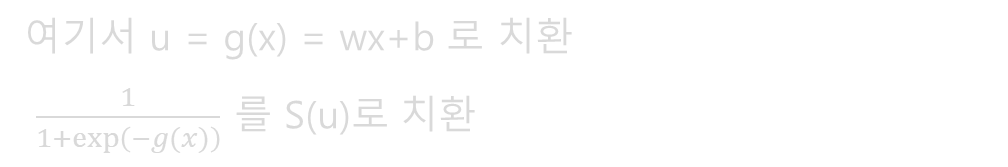 여기서 u = g(x) = wx+b 로 치환
1/1+exp(−g(x)) 를 S(u)로 치환